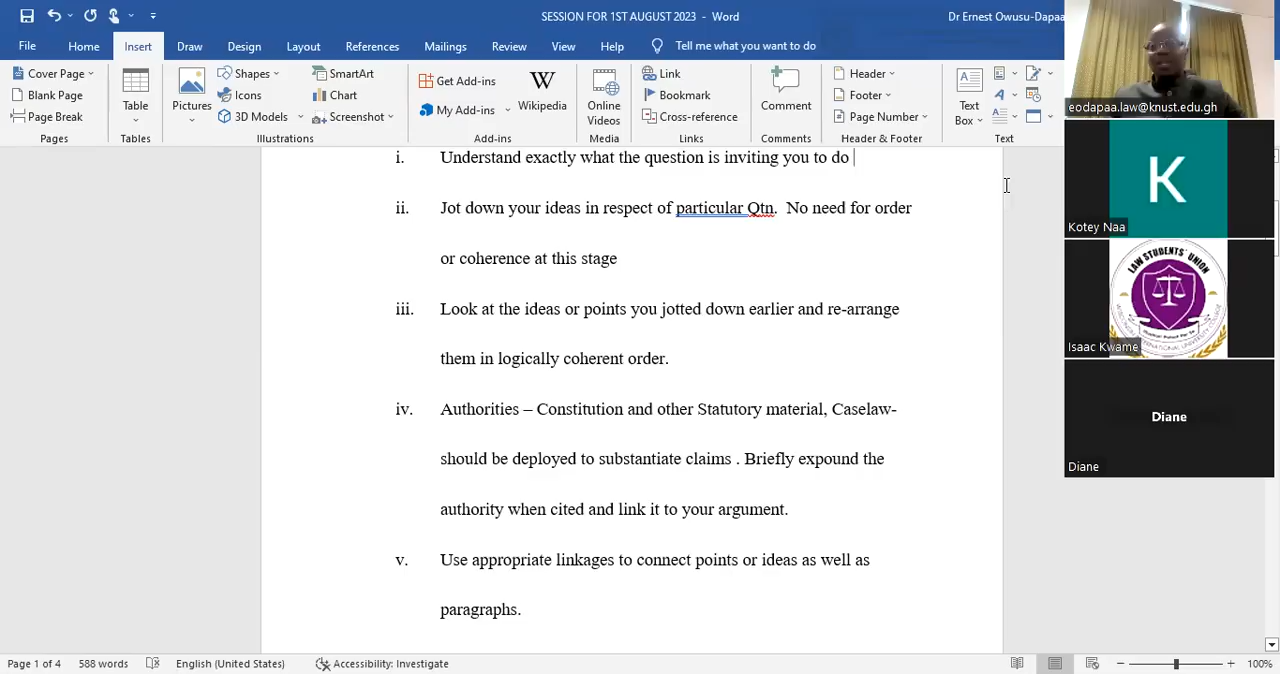 SESSION FOR 1ST AUGUST 2023 - Word
Dr Ernest Owusu-Dapaa
File Home Insert Draw Design Layout References Mailings Review View Help Tell me what you want to do
Cover Page
Blank Page
Page Break
Pages
Table
Tables
Pictures
Shapes
Icons
3D Models
SmartArt
Chart
Screenshot
Illustrations
Get Add-ins
My Add-ins
Wikipedia
Add-ins
Online
Videos
Media
Link
Bookmark
Cross-reference
Links
Comment
Comments
Header
Footer
Page Number
Header & Footer
Text
Box
Text
eodapaa.law@knust.edu.gh
K
Kotey Naa
LAW STUDENTS' UNION
Isaac Kwame
Diane
Diane
i. Understand exactly what the question is inviting you to do
ii. Jot down your ideas in respect of particular Qtn. No need for order
or coherence at this stage
iii. Look at the ideas or points you jotted down earlier and re-arrange
them in logically coherent order.
iv. Authorities – Constitution and other Statutory material, Caselaw-
should be deployed to substantiate claims . Briefly expound the
authority when cited and link it to your argument.
v. Use appropriate linkages to connect points or ideas as well as
paragraphs.
Page 1 of 4 588 words English (United States) Accessibility: Investigate 100%